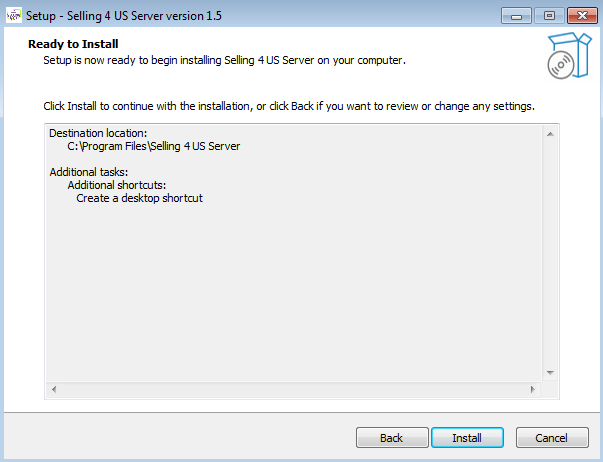 Setup - Selling 4 US Server version 1.5
Ready to Install
Setup is now ready to begin installing Selling 4 US Server on your computer.
Click Install to continue with the installation, or click Back if you want to review or change any settings.
Destination location:
C:\Program Files\Selling 4 US Server
Additional tasks:
Additional shortcuts:
Create a desktop shortcut
Back
Install
Cancel